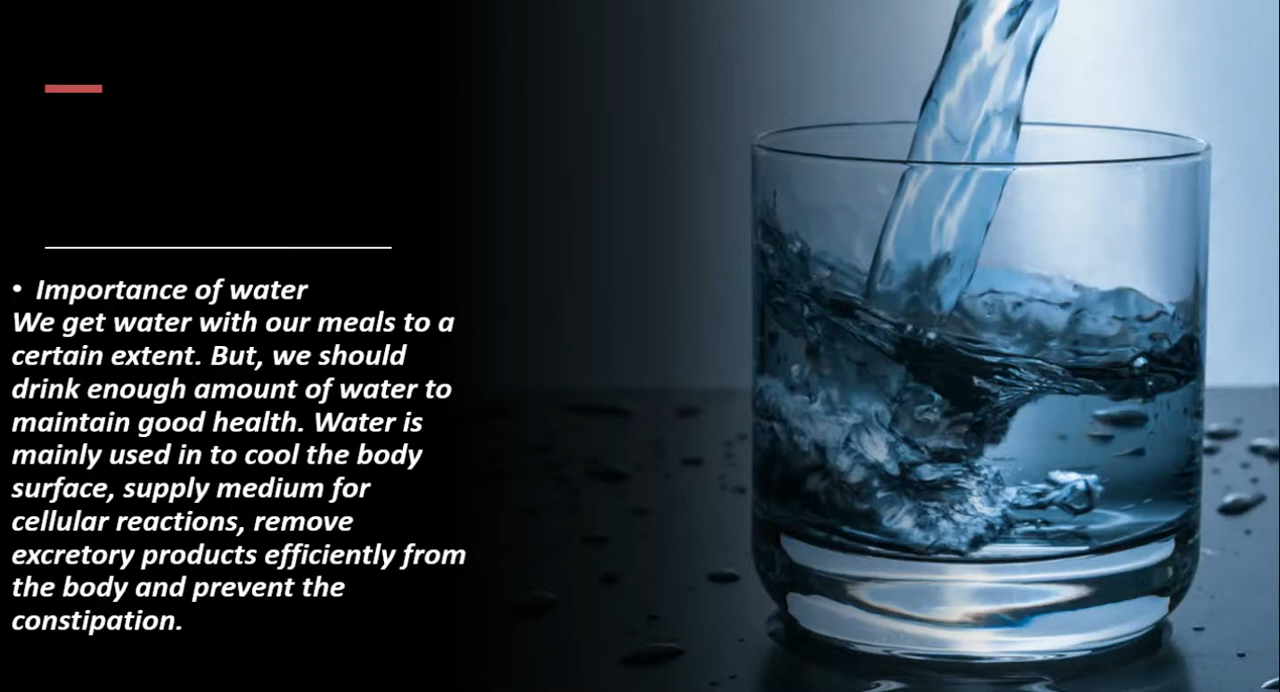 • Importance of water
We get water with our meals to a
certain extent. But, we should
drink enough amount of water to
maintain good health. Water is
mainly used in to cool the body
surface, supply medium for
cellular reactions, remove
excretory products efficiently from
the body and prevent the
constipation.